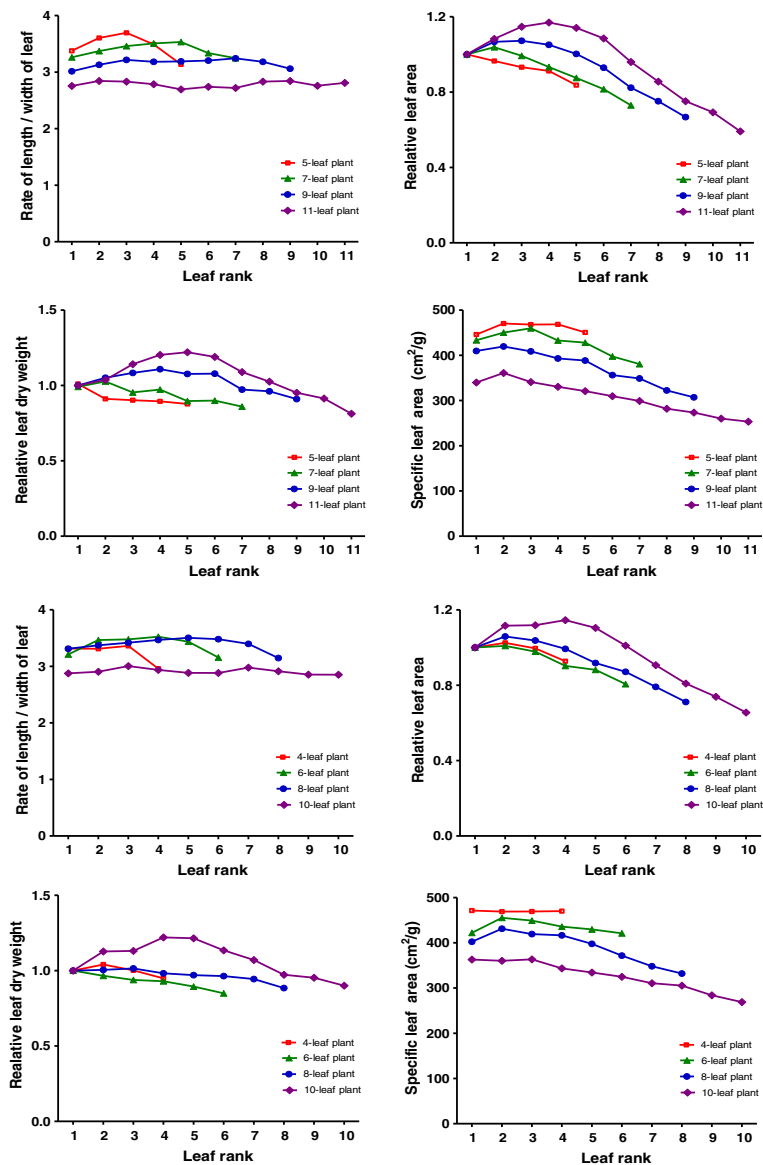 Rate of length / width of leaf
4
3
2
1
0
5-leaf plant
7-leaf plant
9-leaf plant
11-leaf plant
1 2 3 4 5 6 7 8 9 10 11
Leaf rank
Realative leaf area
1.2
0.8
0.4
0.0
5-leaf plant
7-leaf plant
9-leaf plant
11-leaf plant
1 2 3 4 5 6 7 8 9 10 11
Leaf rank
Realative leaf dry weight
1.5
1.0
0.5
0.0
5-leaf plant
7-leaf plant
9-leaf plant
11-leaf plant
1 2 3 4 5 6 7 8 9 10 11
Leaf rank
Specific leaf area (cm²/g)
500
400
300
200
100
0
5-leaf plant
7-leaf plant
9-leaf plant
11-leaf plant
1 2 3 4 5 6 7 8 9 10 11
Leaf rank
Rate of length / width of leaf
4
3
2
1
0
4-leaf plant
6-leaf plant
8-leaf plant
10-leaf plant
1 2 3 4 5 6 7 8 9 10
Leaf rank
Realative leaf area
1.2
0.8
0.4
0.0
4-leaf plant
6-leaf plant
8-leaf plant
10-leaf plant
1 2 3 4 5 6 7 8 9 10
Leaf rank
Realative leaf dry weight
1.5
1.0
0.5
0.0
4-leaf plant
6-leaf plant
8-leaf plant
10-leaf plant
1 2 3 4 5 6 7 8 9 10
Leaf rank
Specific leaf area (cm²/g)
500
400
300
200
100
0
4-leaf plant
6-leaf plant
8-leaf plant
10-leaf plant
1 2 3 4 5 6 7 8 9 10
Leaf rank